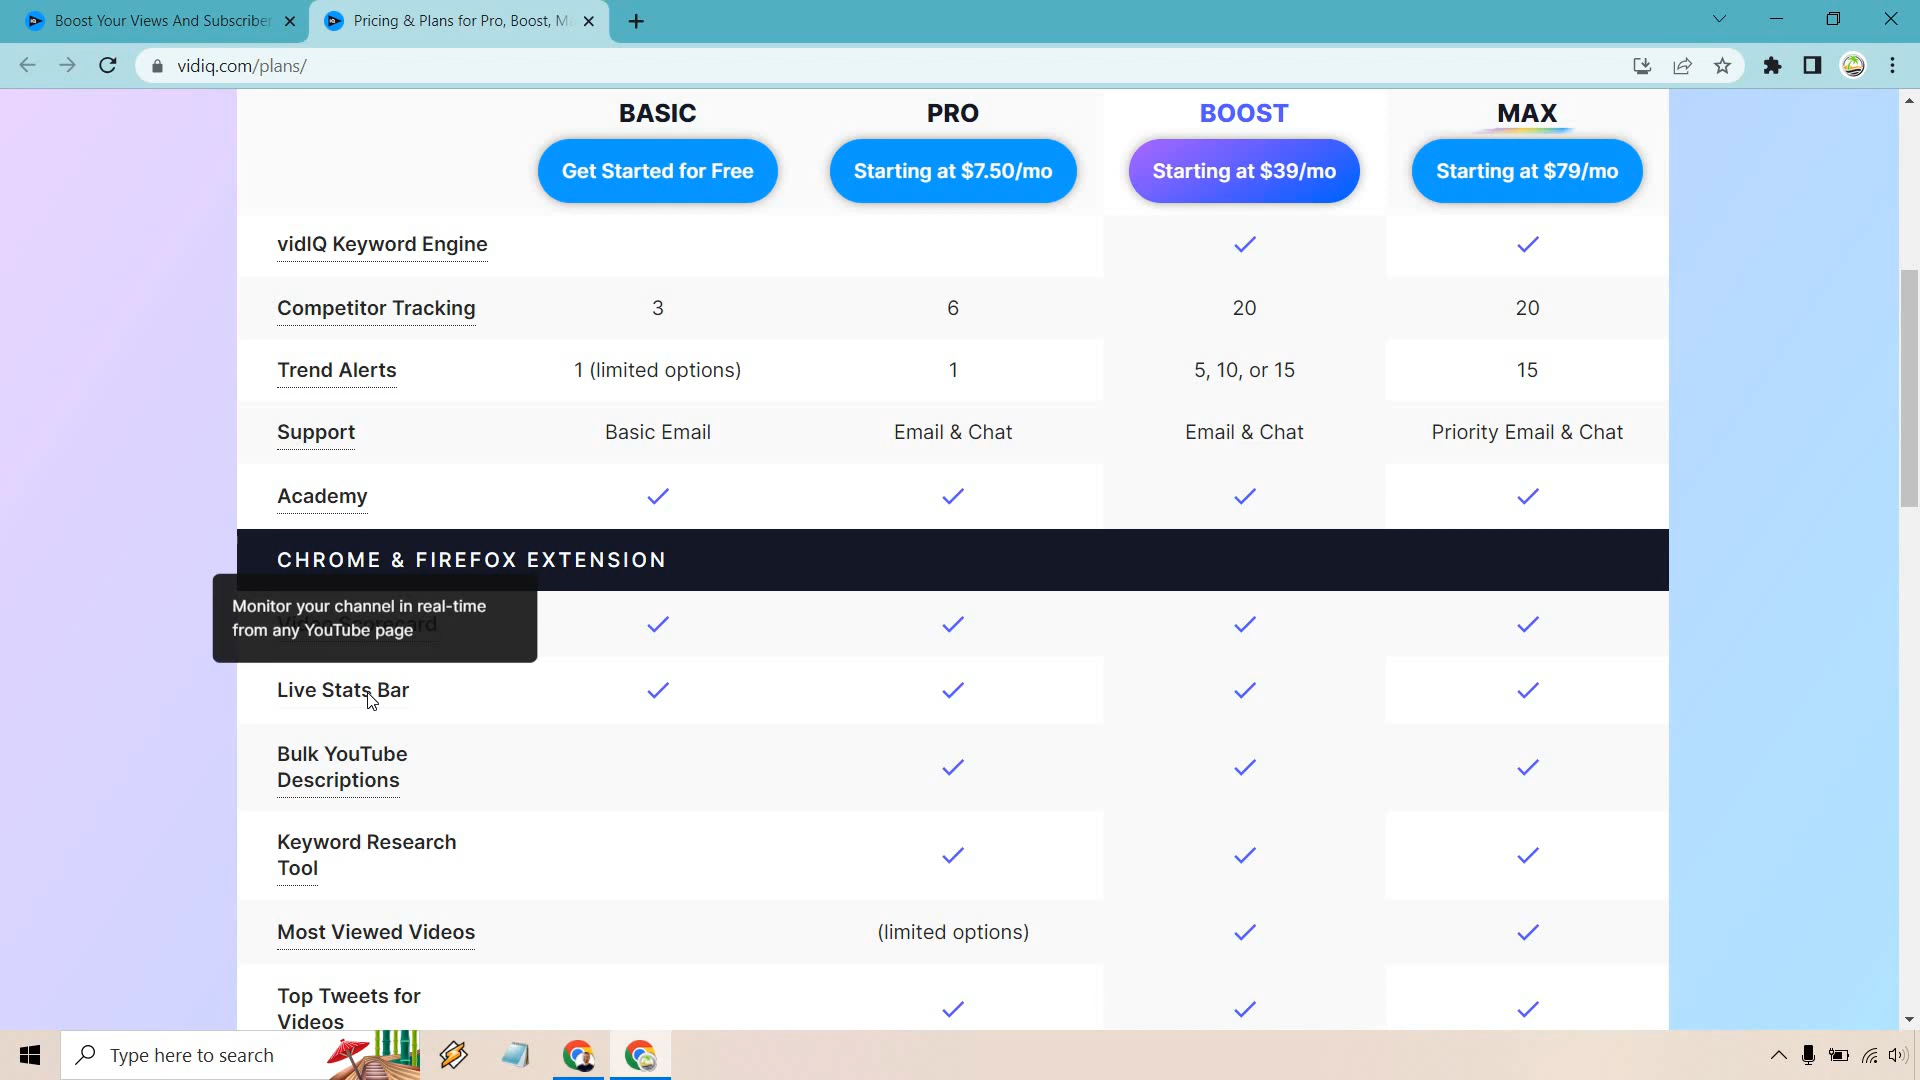 Boost Your Views And Subscriber
Pricing & Plans for Pro, Boost, M
vidiq.com/plans/
BASIC PRO BOOST MAX
Get Started for Free Starting at $7.50/mo Starting at $39/mo Starting at $79/mo
vidIQ Keyword Engine
Competitor Tracking 3 6 20 20
Trend Alerts 1 (limited options) 1 5, 10, or 15 15
Support Basic Email Email & Chat Email & Chat Priority Email & Chat
Academy
CHROME & FIREFOX EXTENSION
Monitor your channel in real-time
from any YouTube page
Video Scorecard
Live Stats Bar
Bulk YouTube
Descriptions
Keyword Research
Tool
Most Viewed Videos (limited options)
Top Tweets for
Videos
Type here to search